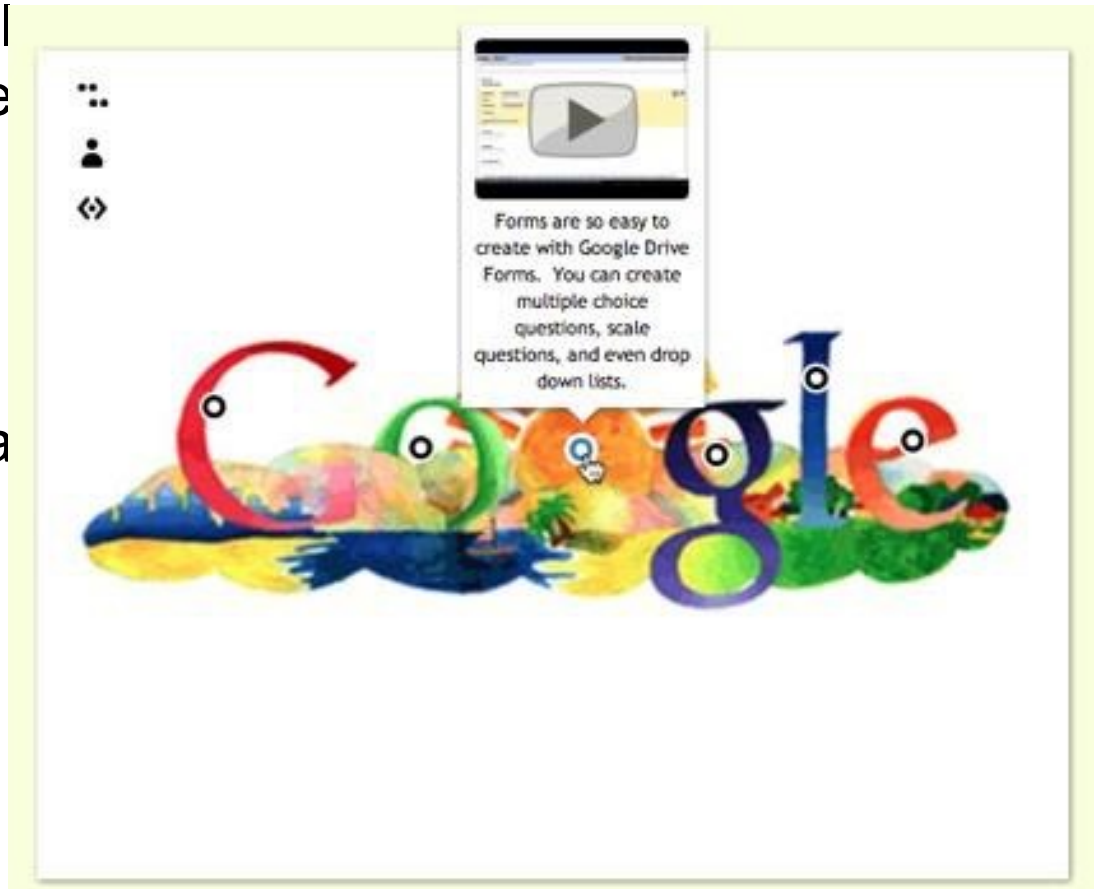 Forms are so easy to
create with Google Drive
Forms. You can create
multiple choice
questions, scale
questions, and even drop
down lists.
Google